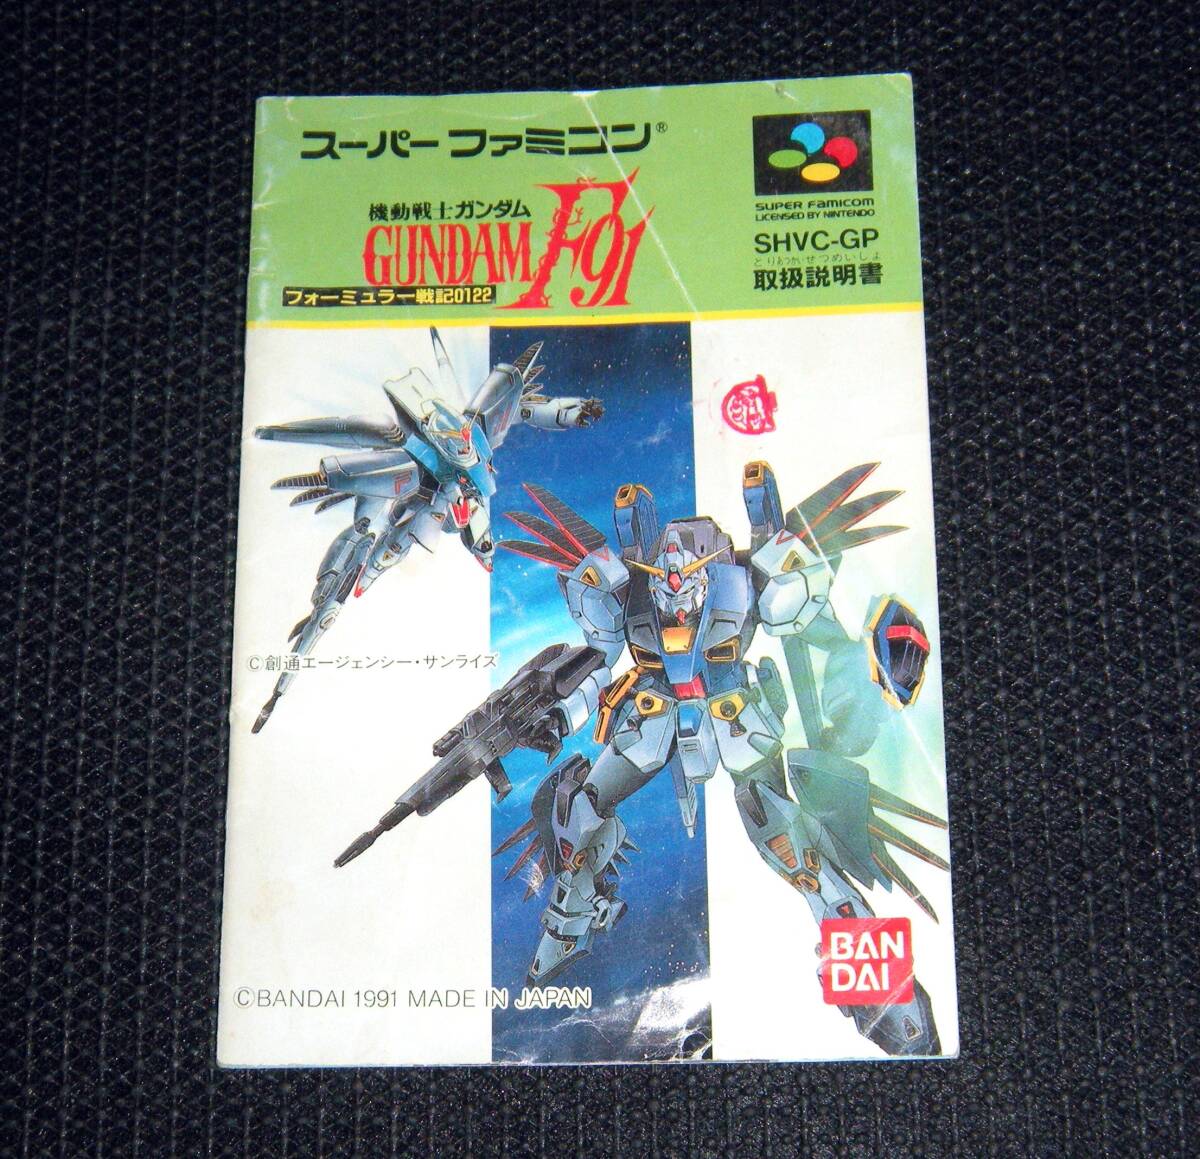 スーパーファミコン®
機動戦士ガンダム
GUNDAM F91
フォーミュラー戦記0122
SUPER Famicom
LICENSED BY NINTENDO
SHVC-GP
とりあつかいせつめいしょ
取扱説明書
©創通エージェンシー・サンライズ
©BANDAI 1991 MADE IN JAPAN
BAN
DAI